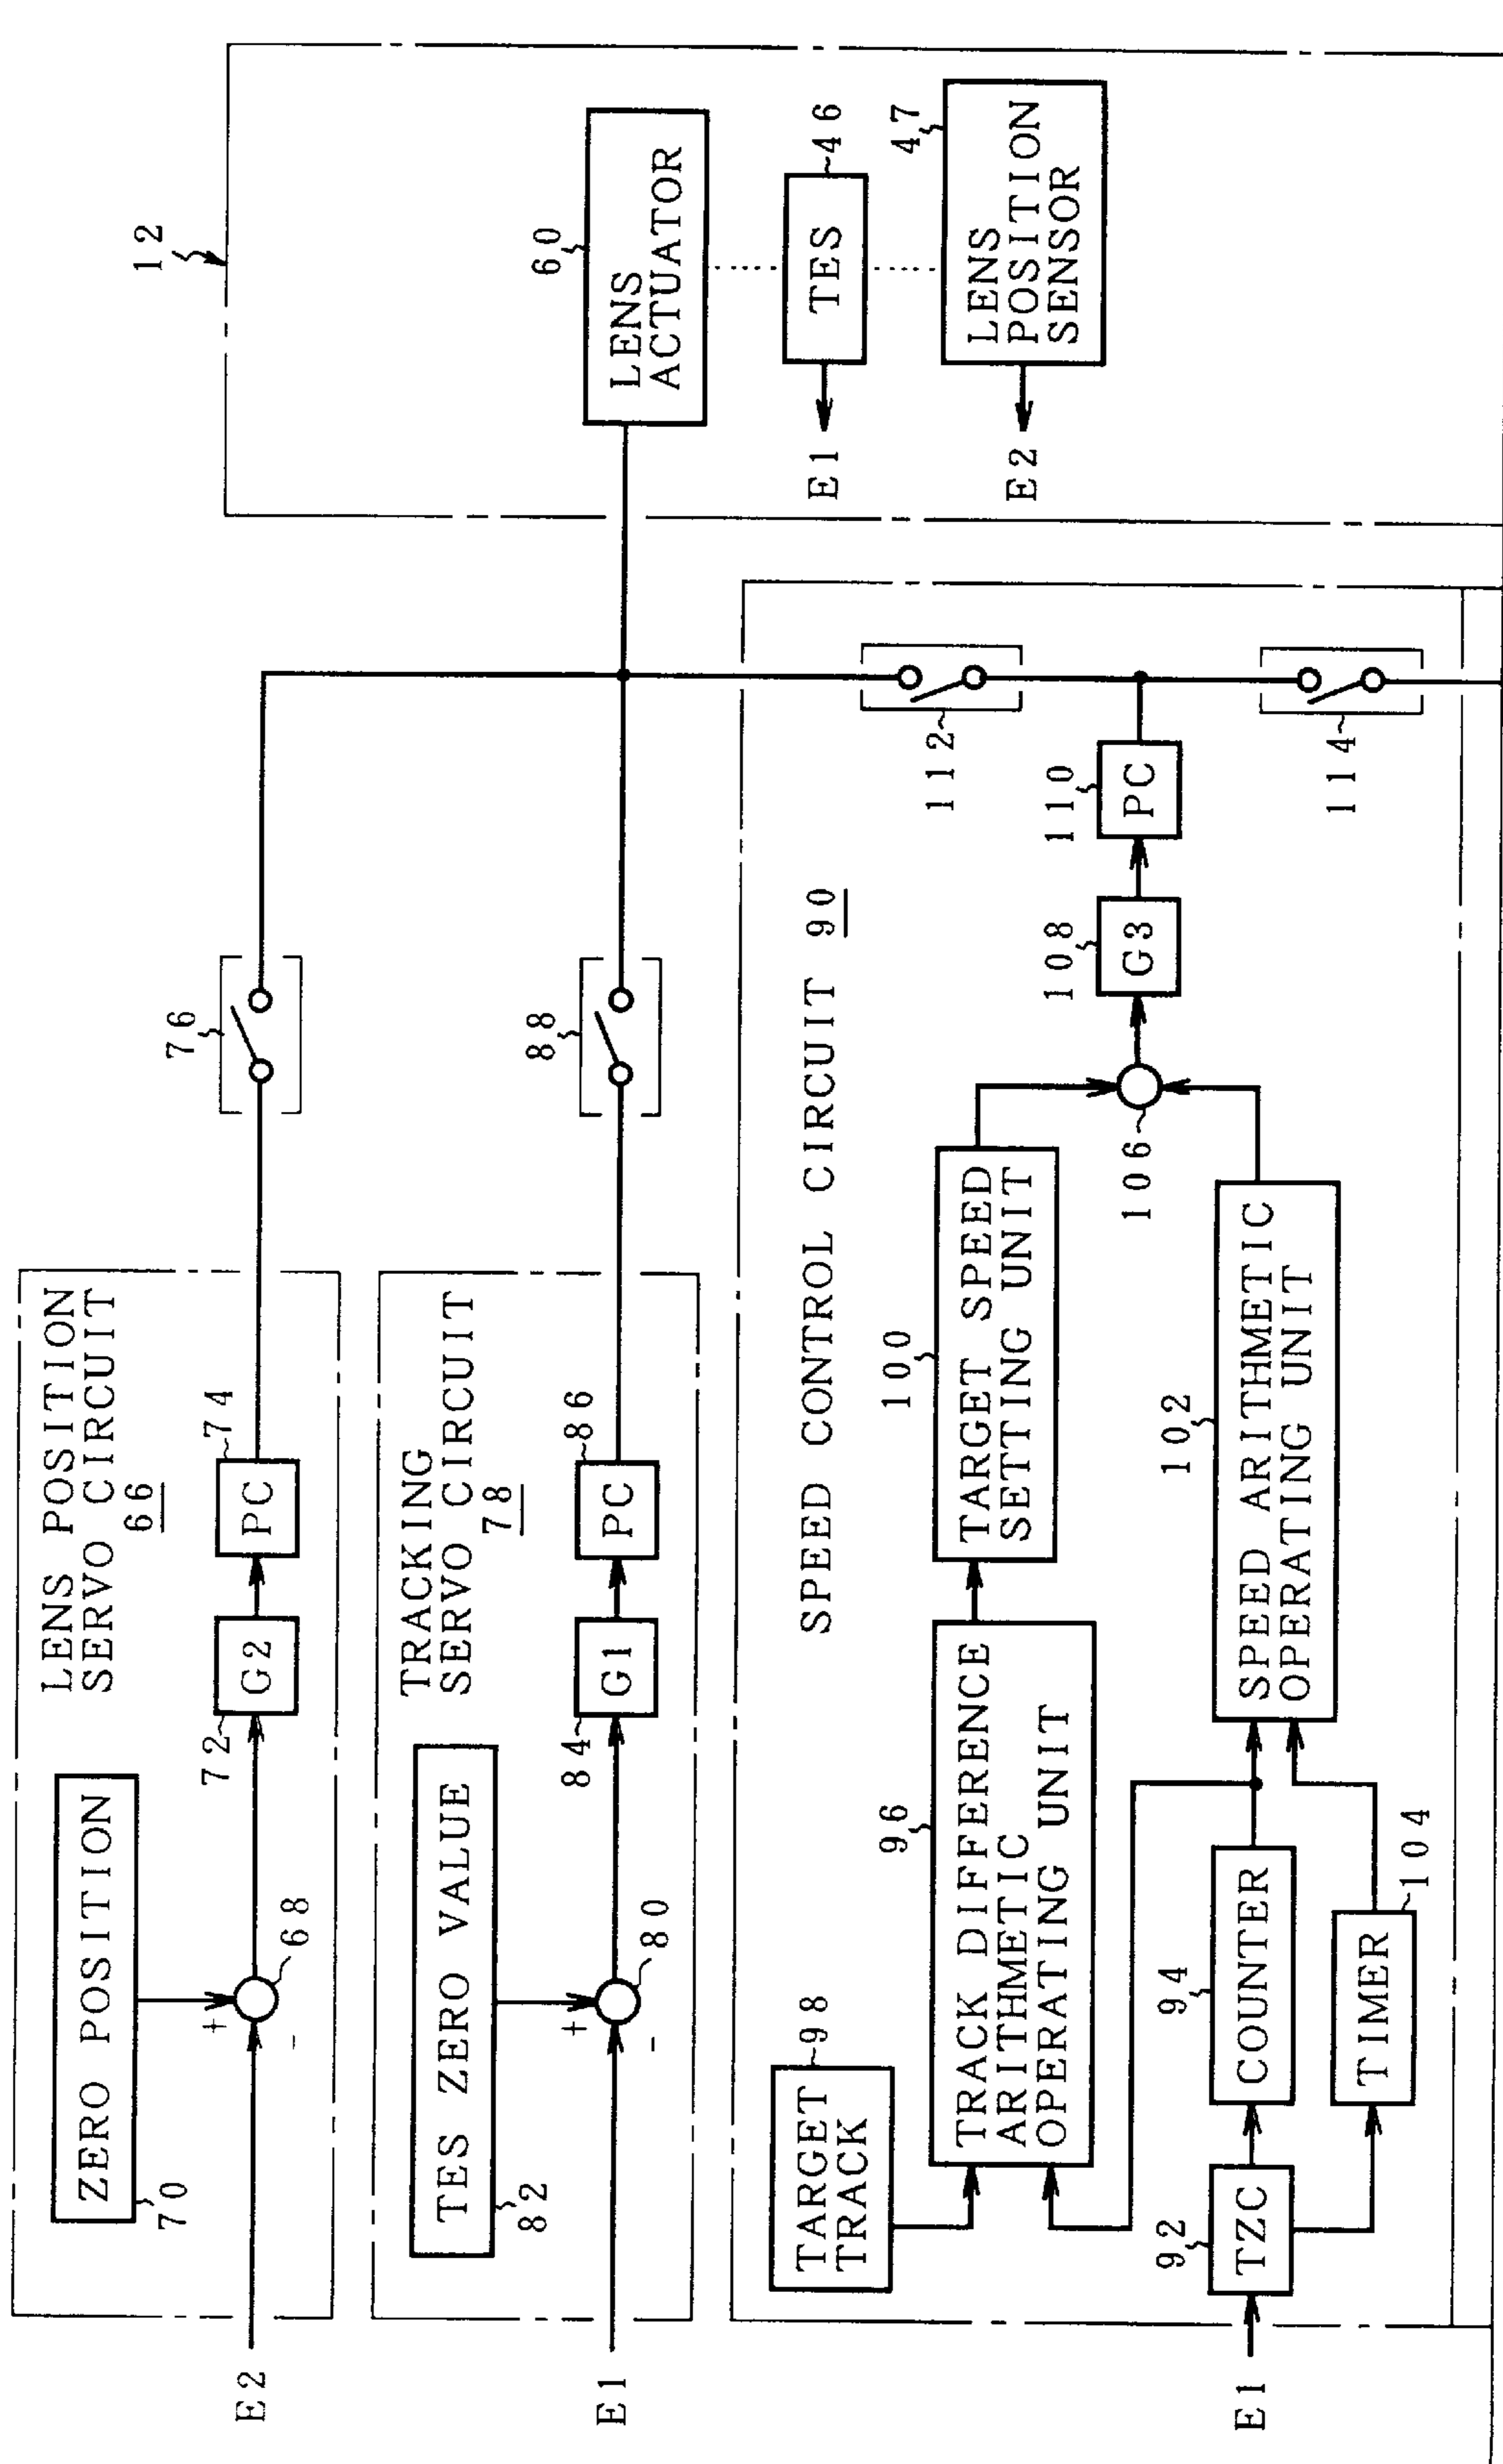 LENS POSITION
SERVO CIRCUIT
66
ZERO POSITION
70
E2
+
-
68
72
G2
74
PC
76
TRACKING
SERVO CIRCUIT
78
TES ZERO VALUE
82
E1
+
-
80
84
G1
86
PC
88
12
60
LENS
ACTUATOR
TES
46
E1
47
LENS
POSITION
SENSOR
E2
SPEED CONTROL CIRCUIT 90
TARGET
TRACK
98
96
TRACK DIFFERENCE
ARITHMETIC
OPERATING UNIT
100
TARGET SPEED
SETTING UNIT
106
108
G3
110
PC
112
114
E1
92
TZC
94
COUNTER
TIMER
104
102
SPEED ARITHMETIC
OPERATING UNIT